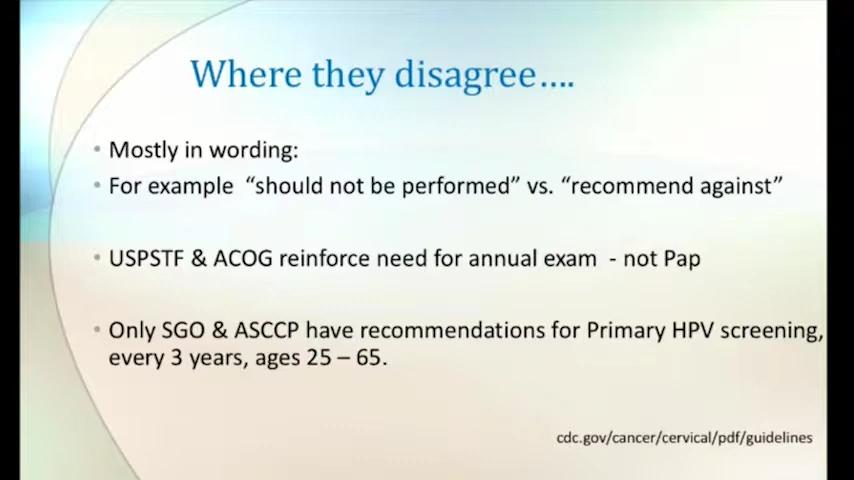 Where they disagree....
• Mostly in wording:
• For example “should not be performed” vs. “recommend against”
• USPSTF & ACOG reinforce need for annual exam - not Pap
• Only SGO & ASCCP have recommendations for Primary HPV screening,
every 3 years, ages 25 – 65.
cdc.gov/cancer/cervical/pdf/guidelines